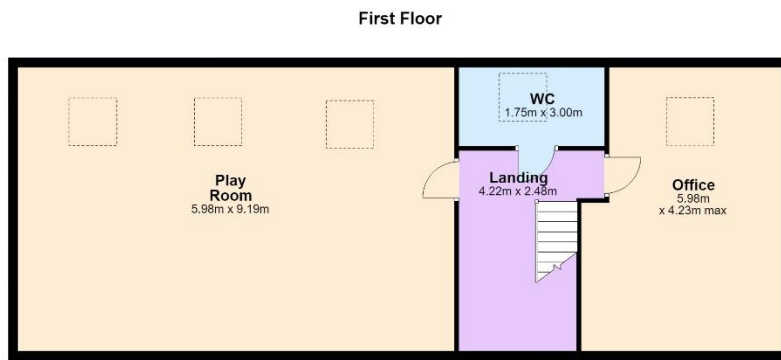 First Floor
WC
1.75m x 3.00m
Play
Room
5.98m x 9.19m
Landing
4.22m x 2.48m
Office
5.98m
x 4.23m max